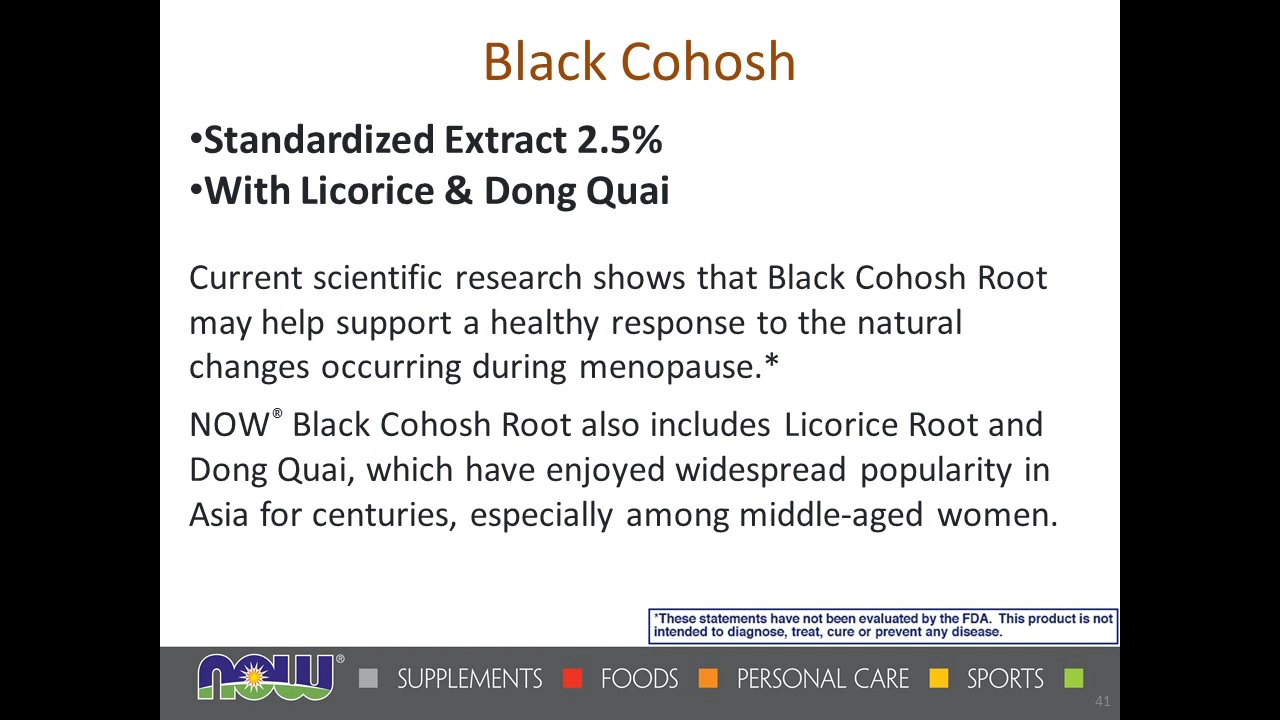 Black Cohosh
•Standardized Extract 2.5%
•With Licorice & Dong Quai
Current scientific research shows that Black Cohosh Root
may help support a healthy response to the natural
changes occurring during menopause.*
NOW® Black Cohosh Root also includes Licorice Root and
Dong Quai, which have enjoyed widespread popularity in
Asia for centuries, especially among middle-aged women.
*These statements have not been evaluated by the FDA. This product is not
intended to diagnose, treat, cure or prevent any disease.
now® SUPPLEMENTS FOODS PERSONAL CARE SPORTS
41